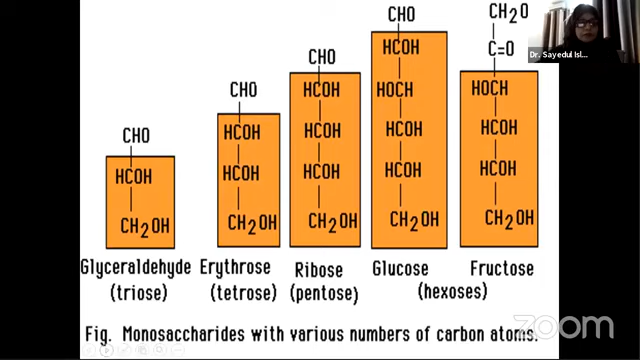 CHO
HCOH
CH2OH
Glyceraldehyde
(triose)
CHO
HCOH
HCOH
CH2OH
Erythrose
(tetrose)
CHO
HCOH
HCOH
HCOH
CH2OH
Ribose
(pentose)
CHO
HCOH
HOCH
HCOH
HCOH
CH2OH
Glucose
CH2O
C=O
HOCH
HCOH
HCOH
CH2OH
Fructose
(hexoses)
Dr. Sayedul Isl...
zoom
Fig. Monosaccharides with various numbers of carbon atoms.